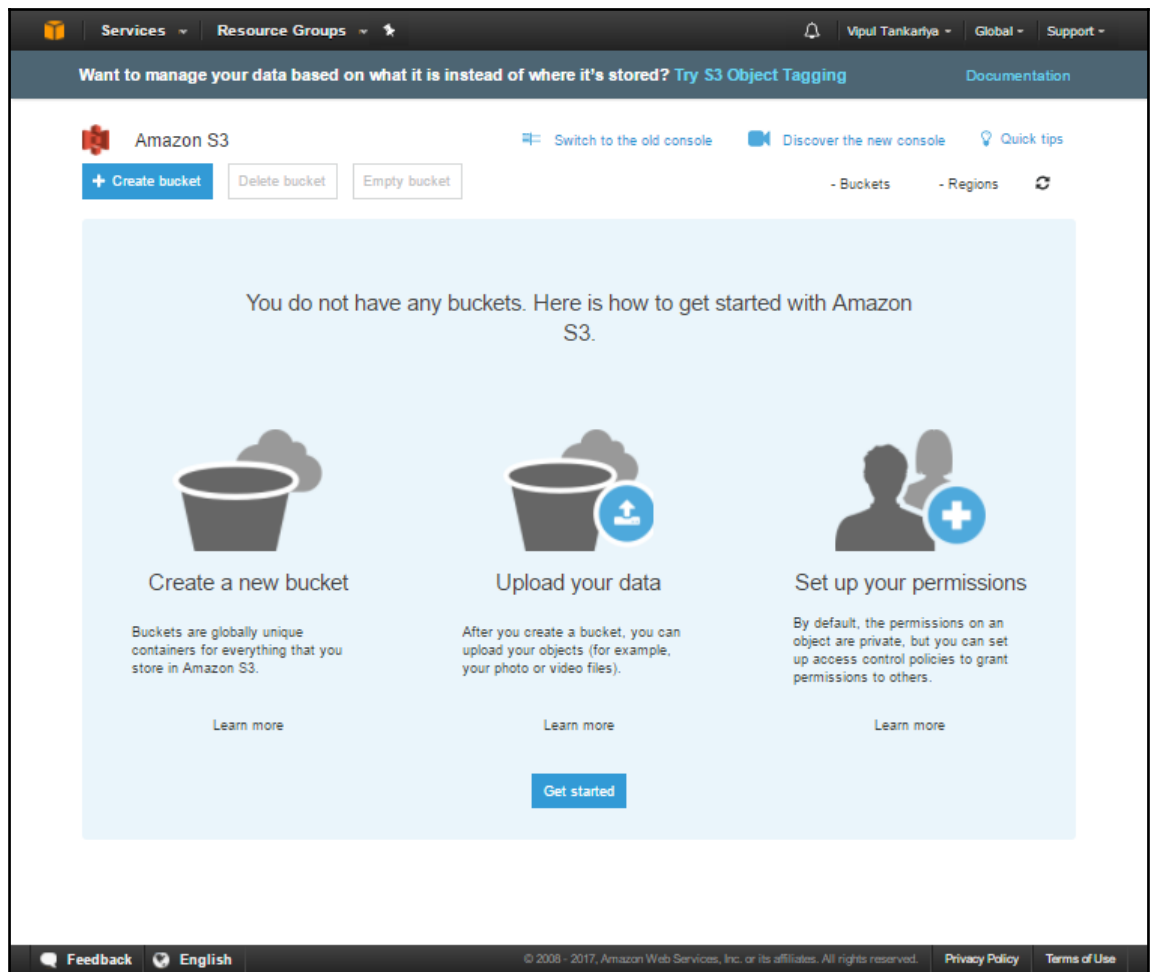 Services Resource Groups Vipul Tankariya Global Support
Want to manage your data based on what it is instead of where it's stored? Try S3 Object Tagging Documentation
Amazon S3 Switch to the old console Discover the new console Quick tips
+ Create bucket Delete bucket Empty bucket - Buckets - Regions
You do not have any buckets. Here is how to get started with Amazon
S3.
Create a new bucket
Buckets are globally unique
containers for everything that you
store in Amazon S3.
Learn more
Upload your data
After you create a bucket, you can
upload your objects (for example,
your photo or video files).
Learn more
Set up your permissions
By default, the permissions on an
object are private, but you can set
up access control policies to grant
permissions to others.
Learn more
Get started
Feedback English © 2008 - 2017, Amazon Web Services, Inc. or its affiliates. All rights reserved. Privacy Policy Terms of Use